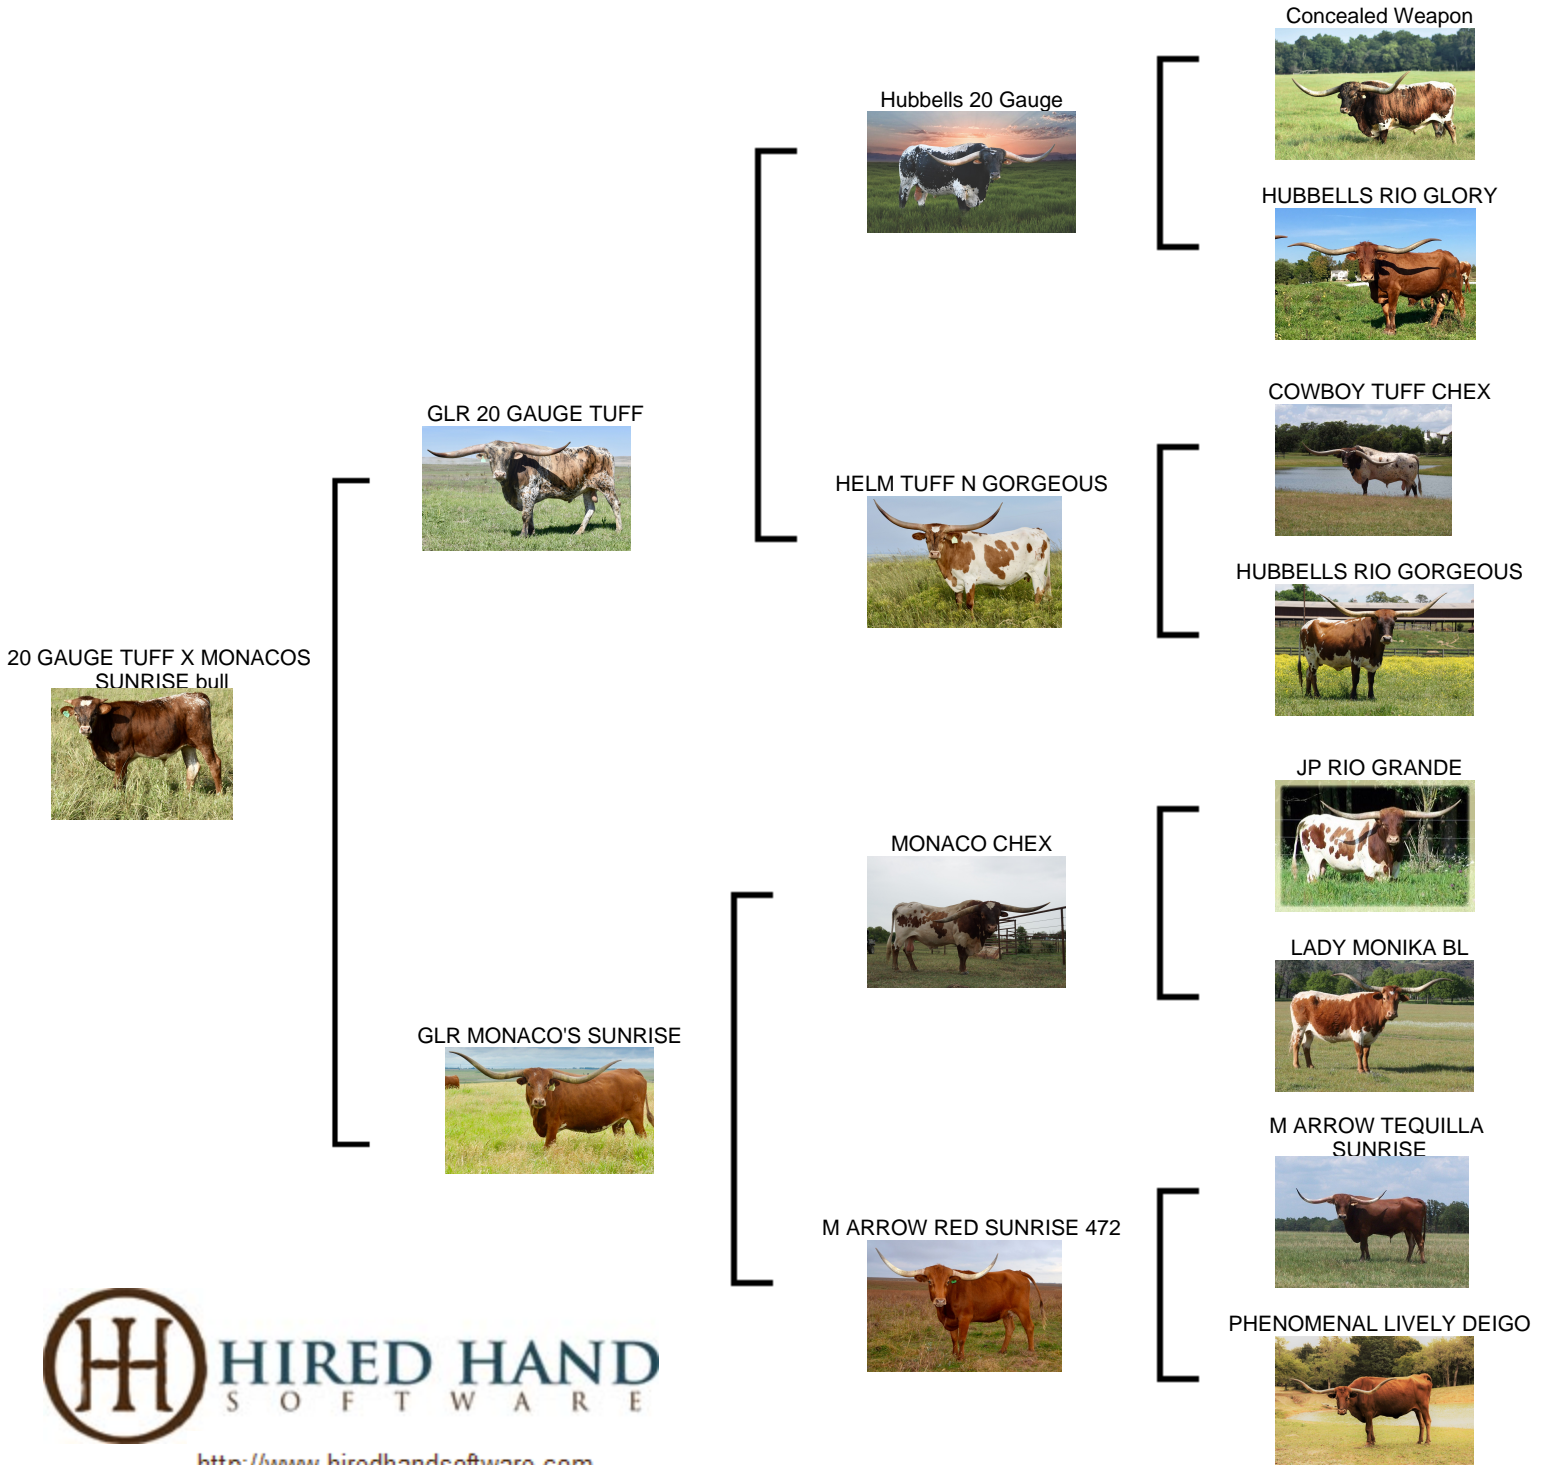 Concealed Weapon
Hubbells 20 Gauge
HUBBELLS RIO GLORY
COWBOY TUFF CHEX
GLR 20 GAUGE TUFF
HELM TUFF N GORGEOUS
HUBBELLS RIO GORGEOUS
20 GAUGE TUFF X MONACOS
SUNRISE bull
JP RIO GRANDE
MONACO CHEX
LADY MONIKA BL
GLR MONACO'S SUNRISE
M ARROW TEQUILLA
SUNRISE
M ARROW RED SUNRISE 472
PHENOMENAL LIVELY DEIGO
HIRED HAND
SOFTWARE
http://www.hiredhandsoftware.com